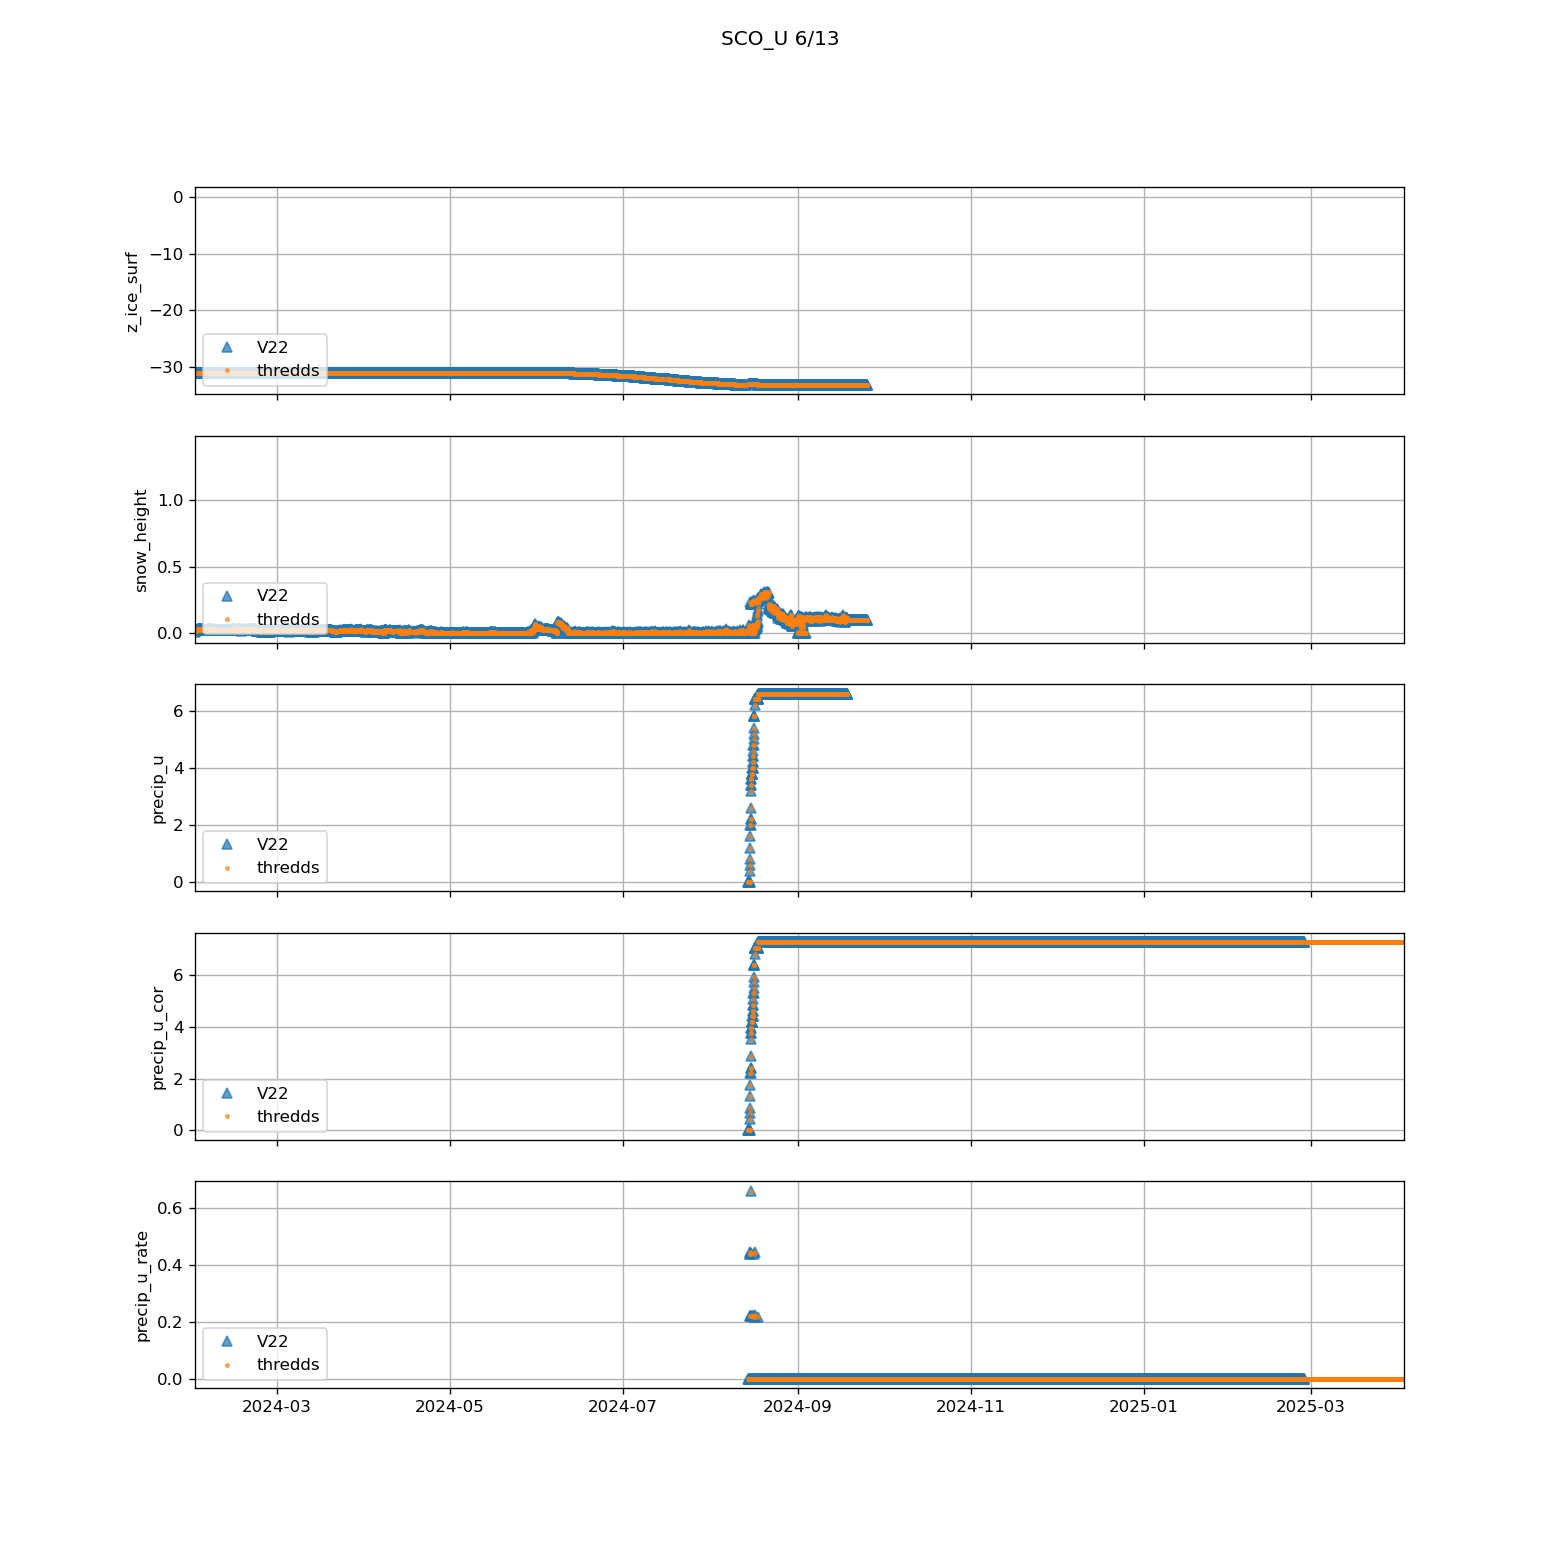 SCO_U 6/13
z_ice_surf
0
−10
−20
−30
V22
thredds
snow_height
1.0
0.5
0.0
V22
thredds
precip_u
6
4
2
0
V22
thredds
precip_u_cor
6
4
2
0
V22
thredds
precip_u_rate
0.6
0.4
0.2
0.0
V22
thredds
2024-03 2024-05 2024-07 2024-09 2024-11 2025-01 2025-03